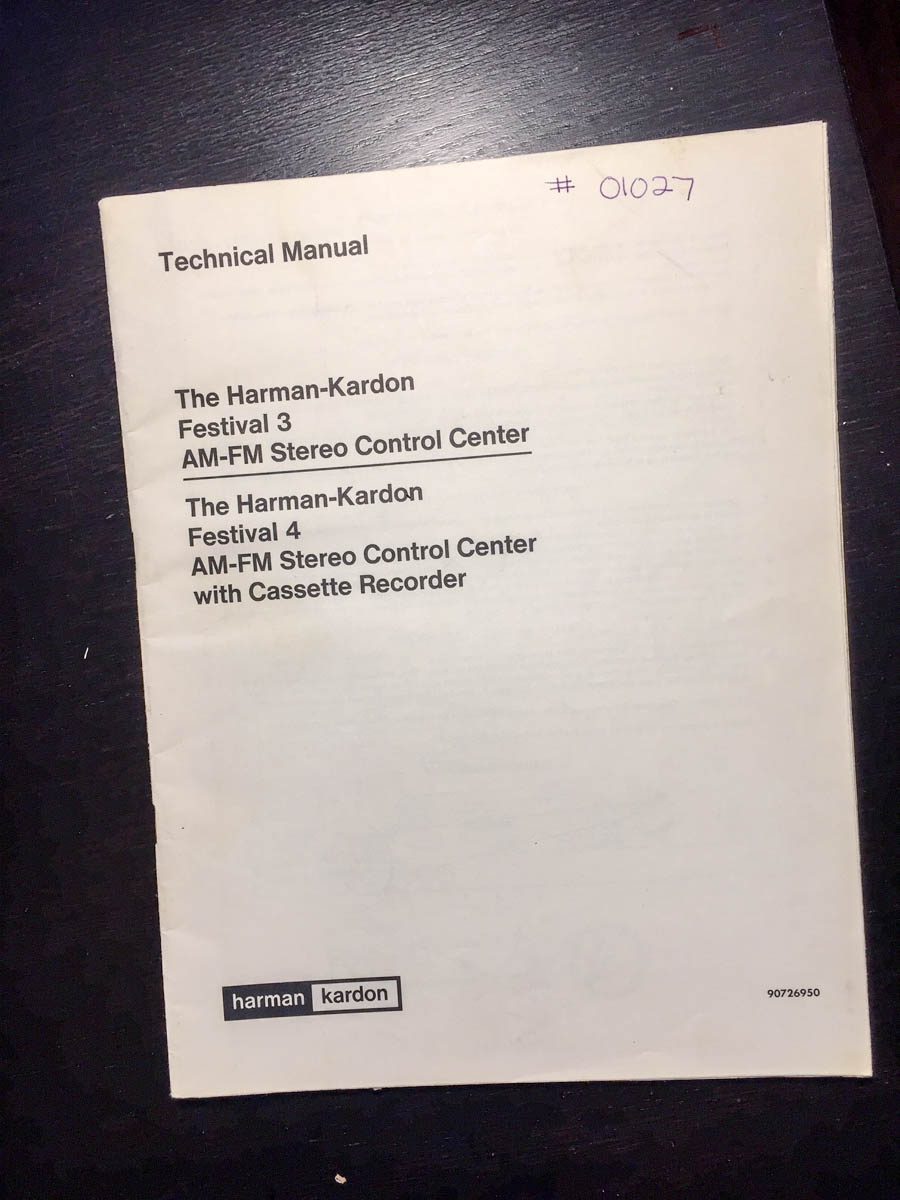 # 01027
Technical Manual
The Harman-Kardon
Festival 3
AM-FM Stereo Control Center
The Harman-Kardon
Festival 4
AM-FM Stereo Control Center
with Cassette Recorder
harman kardon
90726950